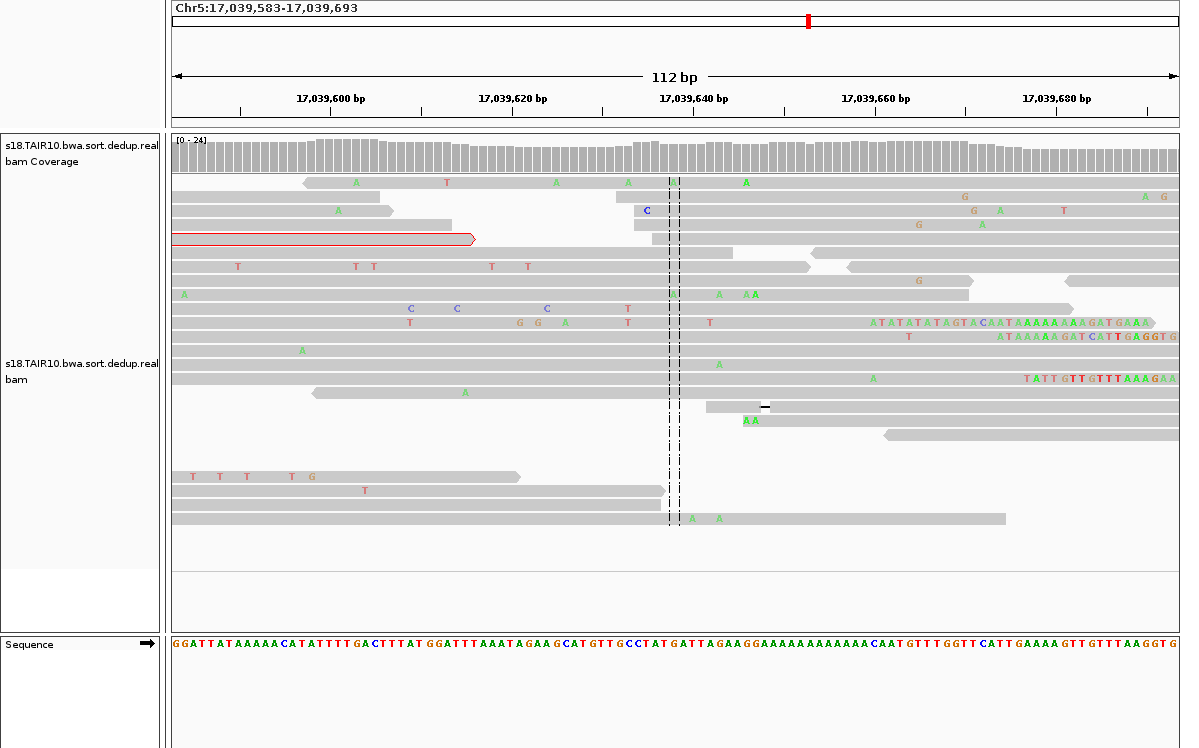 Chr5:17,039,583-17,039,693
112 bp
17,039,600 bp 17,039,620 bp 17,039,640 bp 17,039,660 bp 17,039,680 bp
s18.TAIR10.bwa.sort.dedup.real
bam Coverage
[0 - 24]
A T A A A A
G A G
A C G A T
G A
T T T T T
G
A A A A A
C C C T
T G G A T T ATATATATAGTACAATAAAAAAAAGATGAAA
T ATAAAAAGATCATTGAGGTG
A
A
A TATTGTTGTTTAAAGAA
A
AA
T T T T G
T
A A
s18.TAIR10.bwa.sort.dedup.real
bam
Sequence
GGATTATAAAAACATATTTTGACTTTATGGATTTAAATAGAAGCATGTTGCCTATGATTAGAAGGAAAAAAAAAAAACAATGTTTGGTTCATTGAAAAGTTGTTTAAGGTG